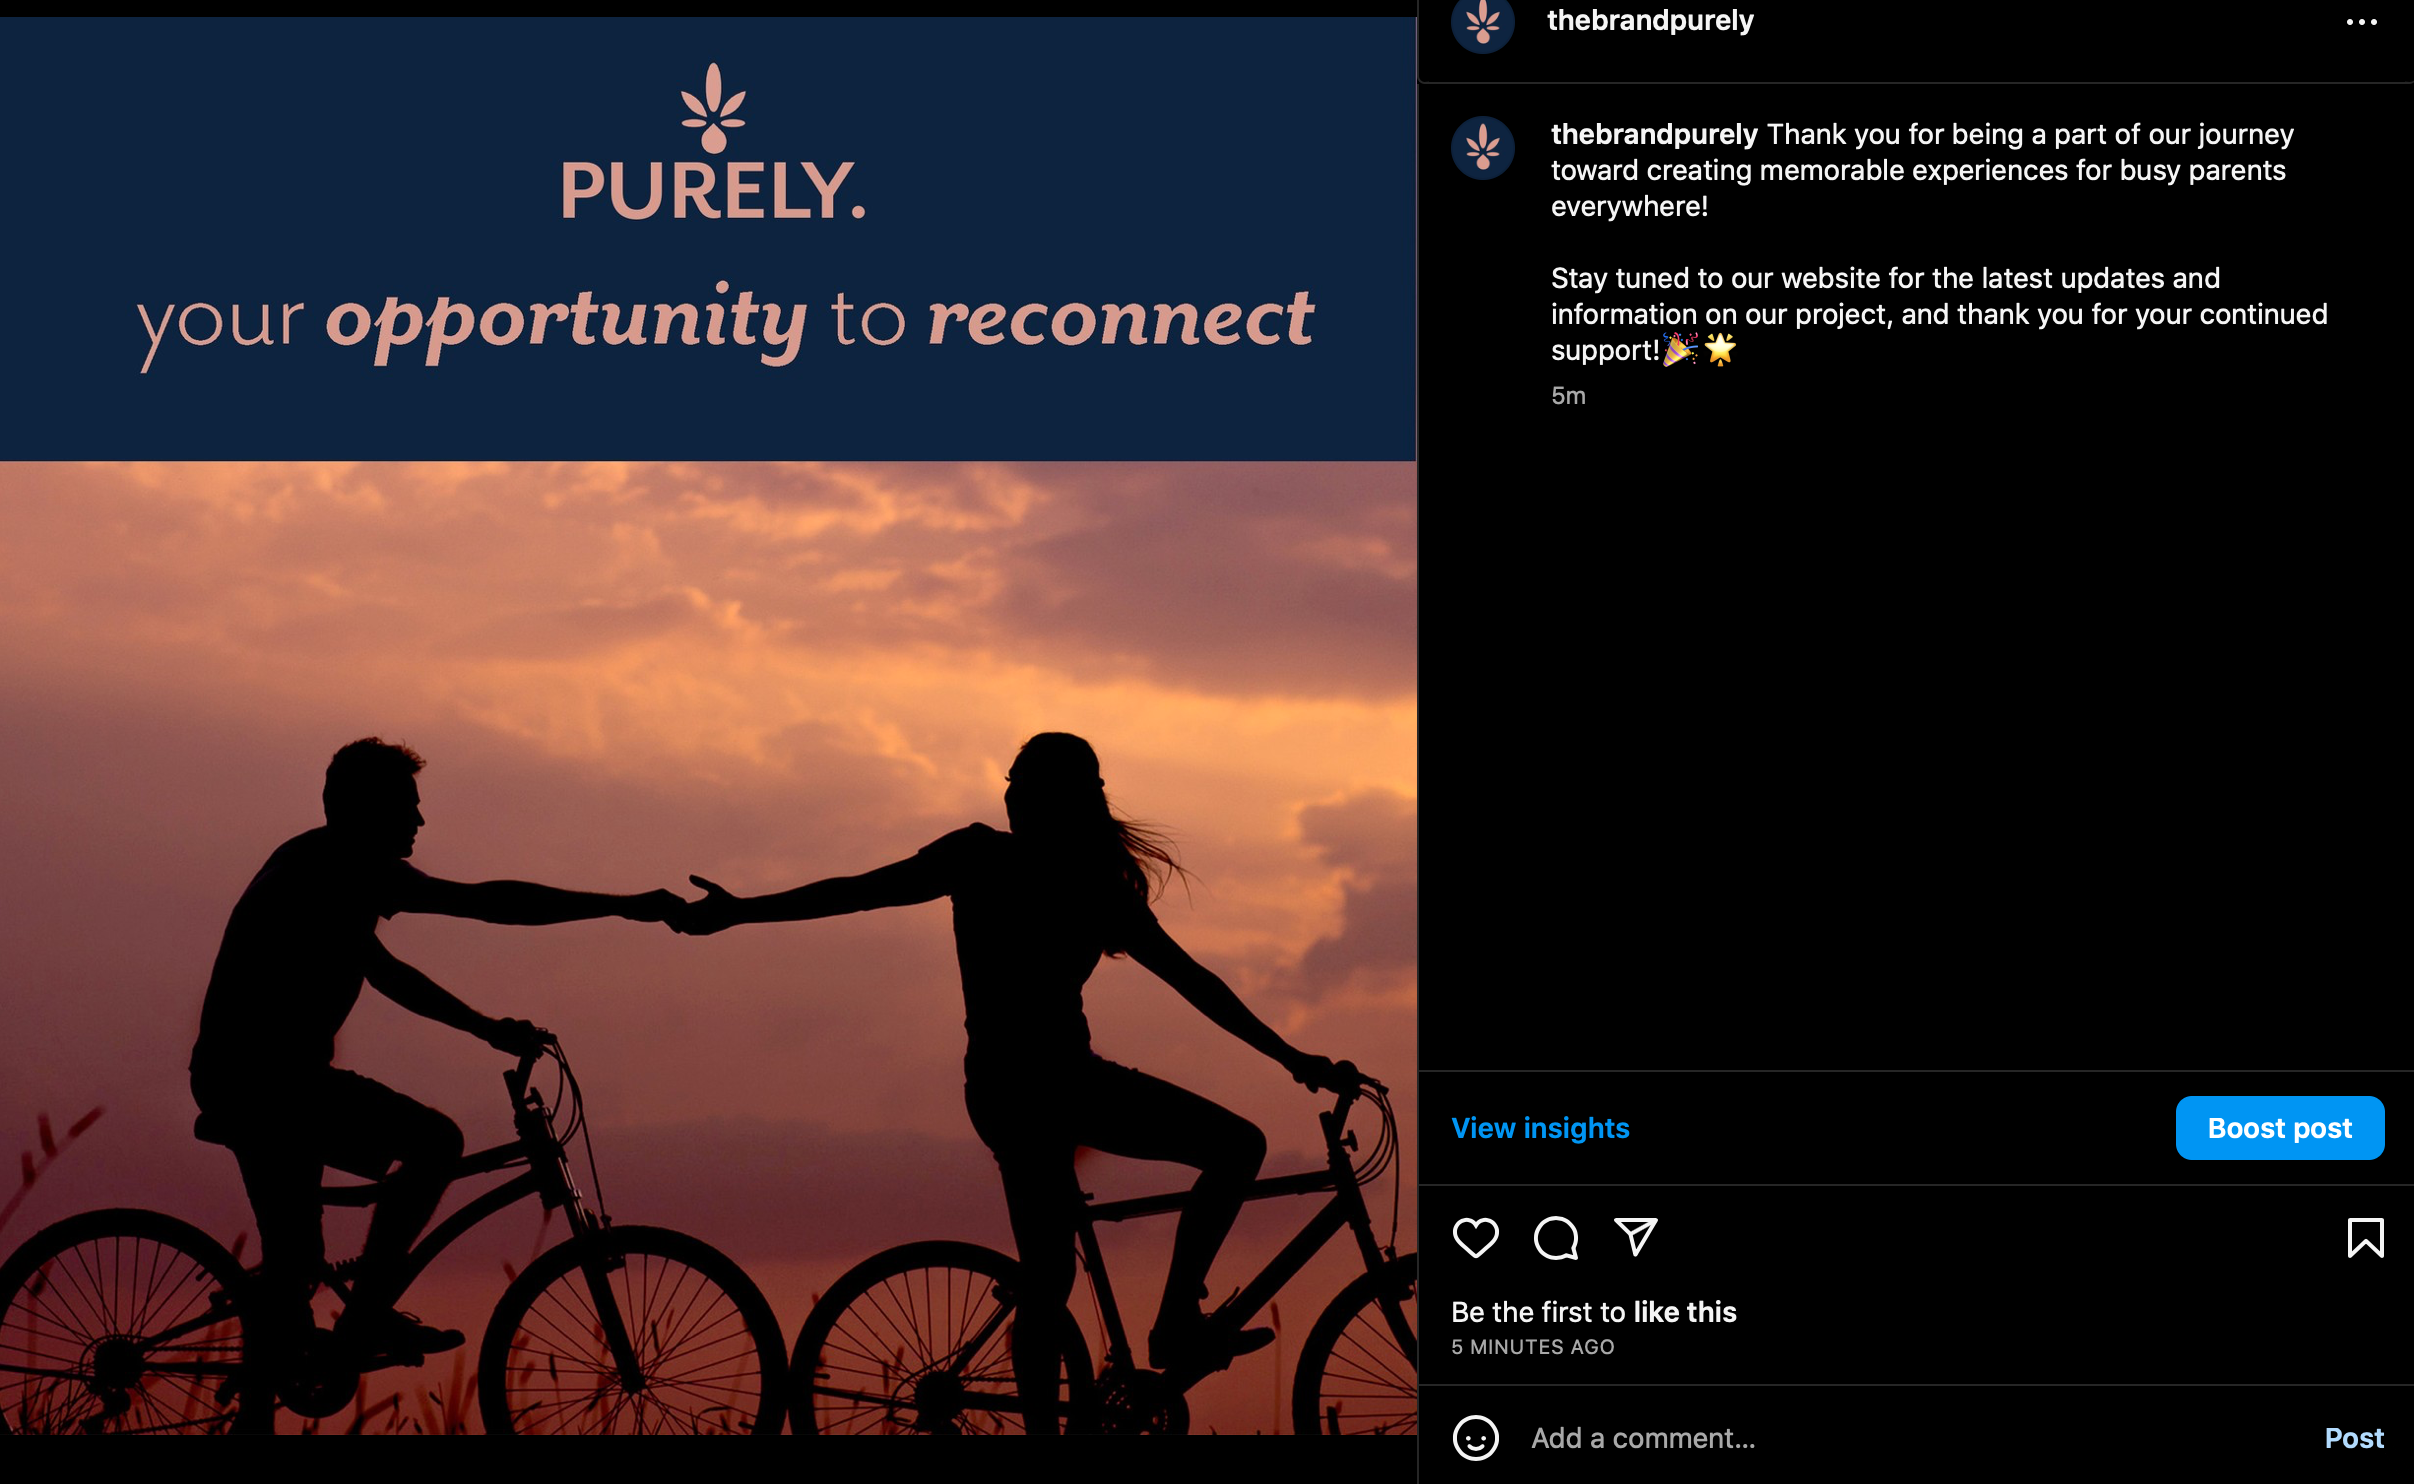 PURELY.
your opportunity to reconnect
thebrandpurely
thebrandpurely Thank you for being a part of our journey
toward creating memorable experiences for busy parents
everywhere!
Stay tuned to our website for the latest updates and
information on our project, and thank you for your continued
support!🎉🌟
5m
View insights
Boost post
Be the first to like this
5 MINUTES AGO
Add a comment...
Post